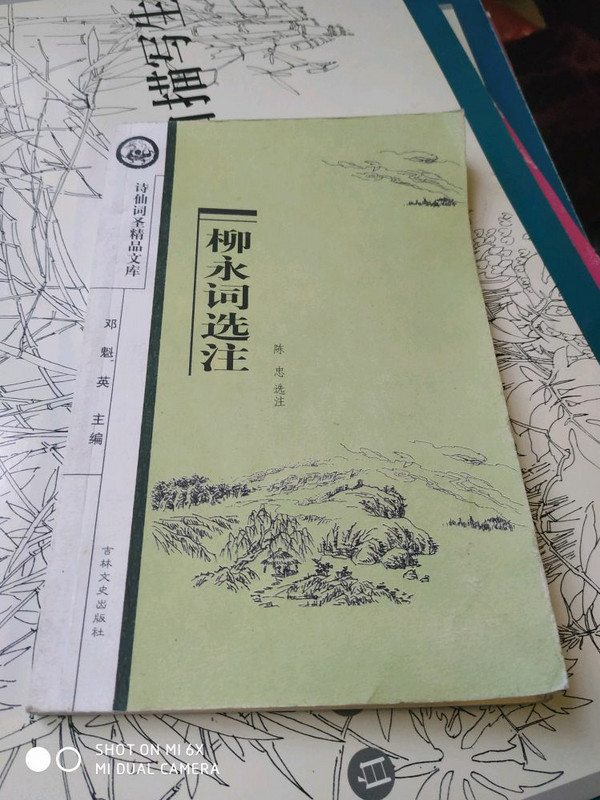 描写生
诗仙词圣精品文库
柳永词选注
陈忠选注
邓魁英 主编
吉林文史出版社
SHOT ON MI 6X
MI DUAL CAMERA